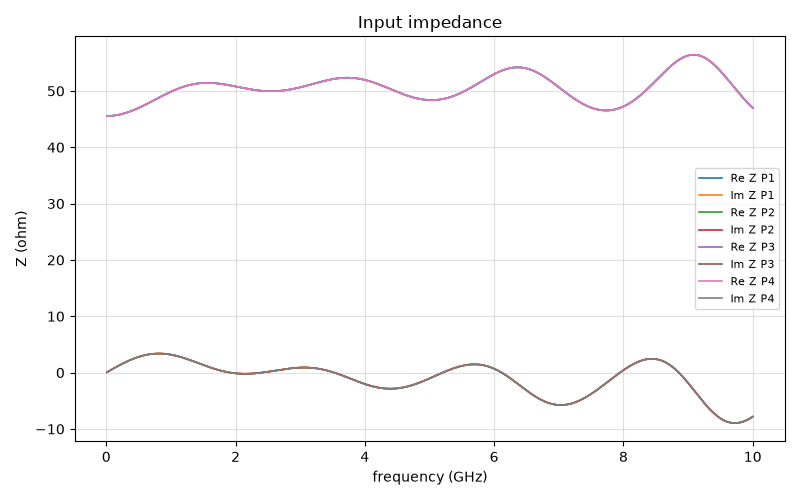 Input impedance
Z (ohm)
50
40
30
20
10
0
−10
Re Z P1
Im Z P1
Re Z P2
Im Z P2
Re Z P3
Im Z P3
Re Z P4
Im Z P4
0 2 4 6 8 10
frequency (GHz)